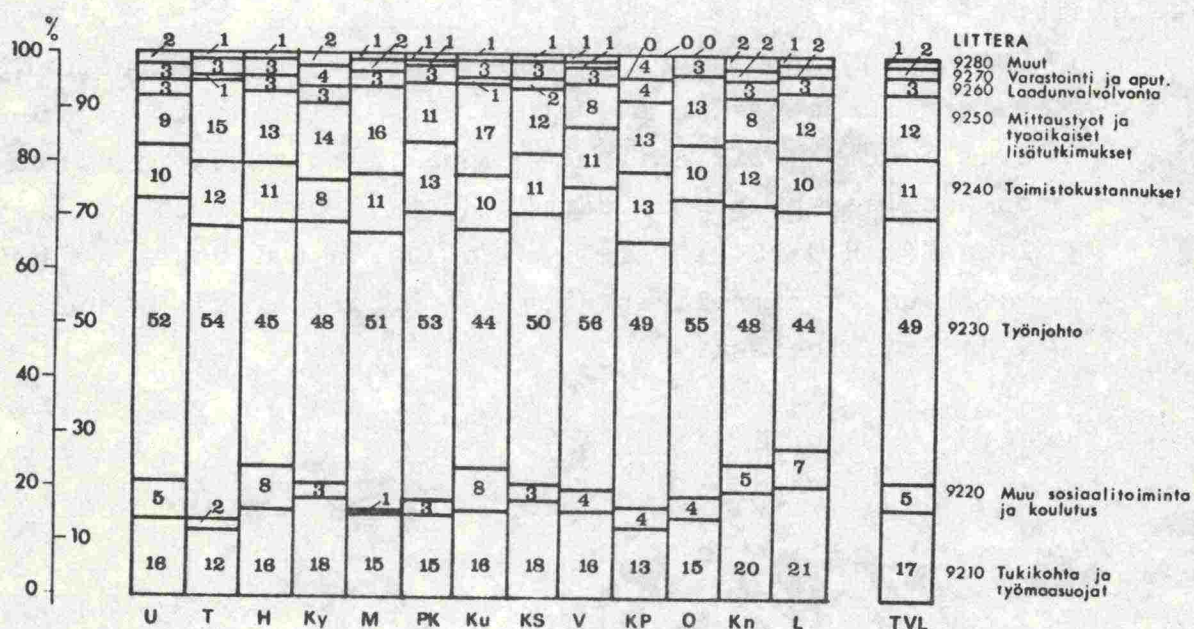 %
100 2 1 1 2 1 2 1 1 1 1 1 1 0 0 0 2 2 1 2 1 2 LITTERA
9280 Muut
3 3 3 4 3 3 3 3 3 4 3 9270 Varastointi ja aput.
3 1 3 3 1 2 4 3 3 3 9260 Laadunvalvolvonta
90
9 15 13 14 16 11 17 12 8 13 13 8 12 12 9250 Mittaustyöt ja
tyoaikaiset
lisätutkimukset
80
10 12 11 8 11 13 10 11 11 13 10 12 10 11 9240 Toimistokustannukset
70
60
50 52 54 45 48 51 53 44 50 56 49 55 48 44 49 9230 Työnjohto
40
30
20
5 2 8 3 1 3 8 3 4 4 4 5 7 5 9220 Muu sosiaalitoiminta
ja koulutus
10
16 12 16 18 15 15 16 18 16 13 15 20 21 17 9210 Tukikohta ja
työmaasuojat
0
U T H Ky M PK Ku KS V KP O Kn L TVL